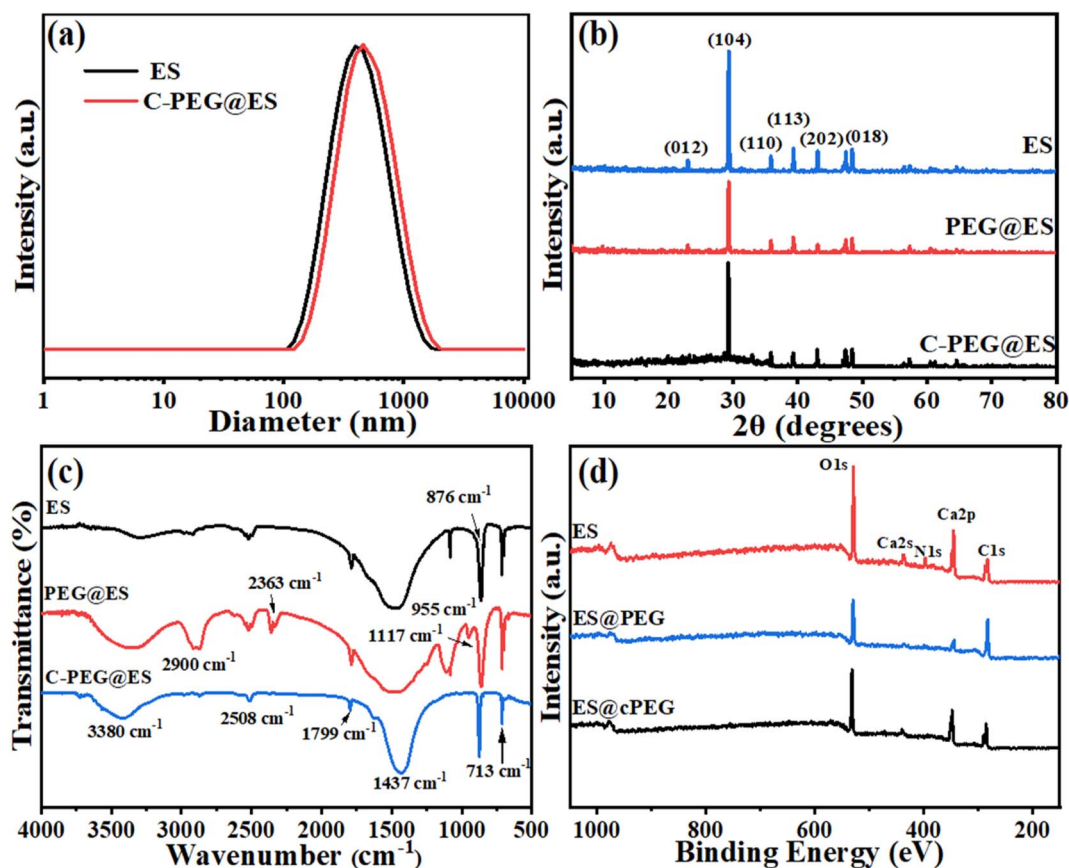 (a)
ES
C-PEG@ES
Intensity (a.u.)
1 10 100 1000 10000
Diameter (nm)
(b)
(104)
(012)
(110)
(113)
(202)
(018)
ES
PEG@ES
C-PEG@ES
Intensity (a.u.)
10 20 30 40 50 60 70 80
2θ (degrees)
(c)
ES
876 cm⁻¹
PEG@ES
2363 cm⁻¹
955 cm⁻¹
1117 cm⁻¹
2900 cm⁻¹
C-PEG@ES
3380 cm⁻¹
2508 cm⁻¹
1799 cm⁻¹
713 cm⁻¹
1437 cm⁻¹
Transmittance (%)
4000 3500 3000 2500 2000 1500 1000 500
Wavenumber (cm⁻¹)
(d)
O1s
ES
Ca2s
N1s
Ca2p
C1s
ES@PEG
ES@cPEG
Intensity (a.u.)
1000 800 600 400 200
Binding Energy (eV)